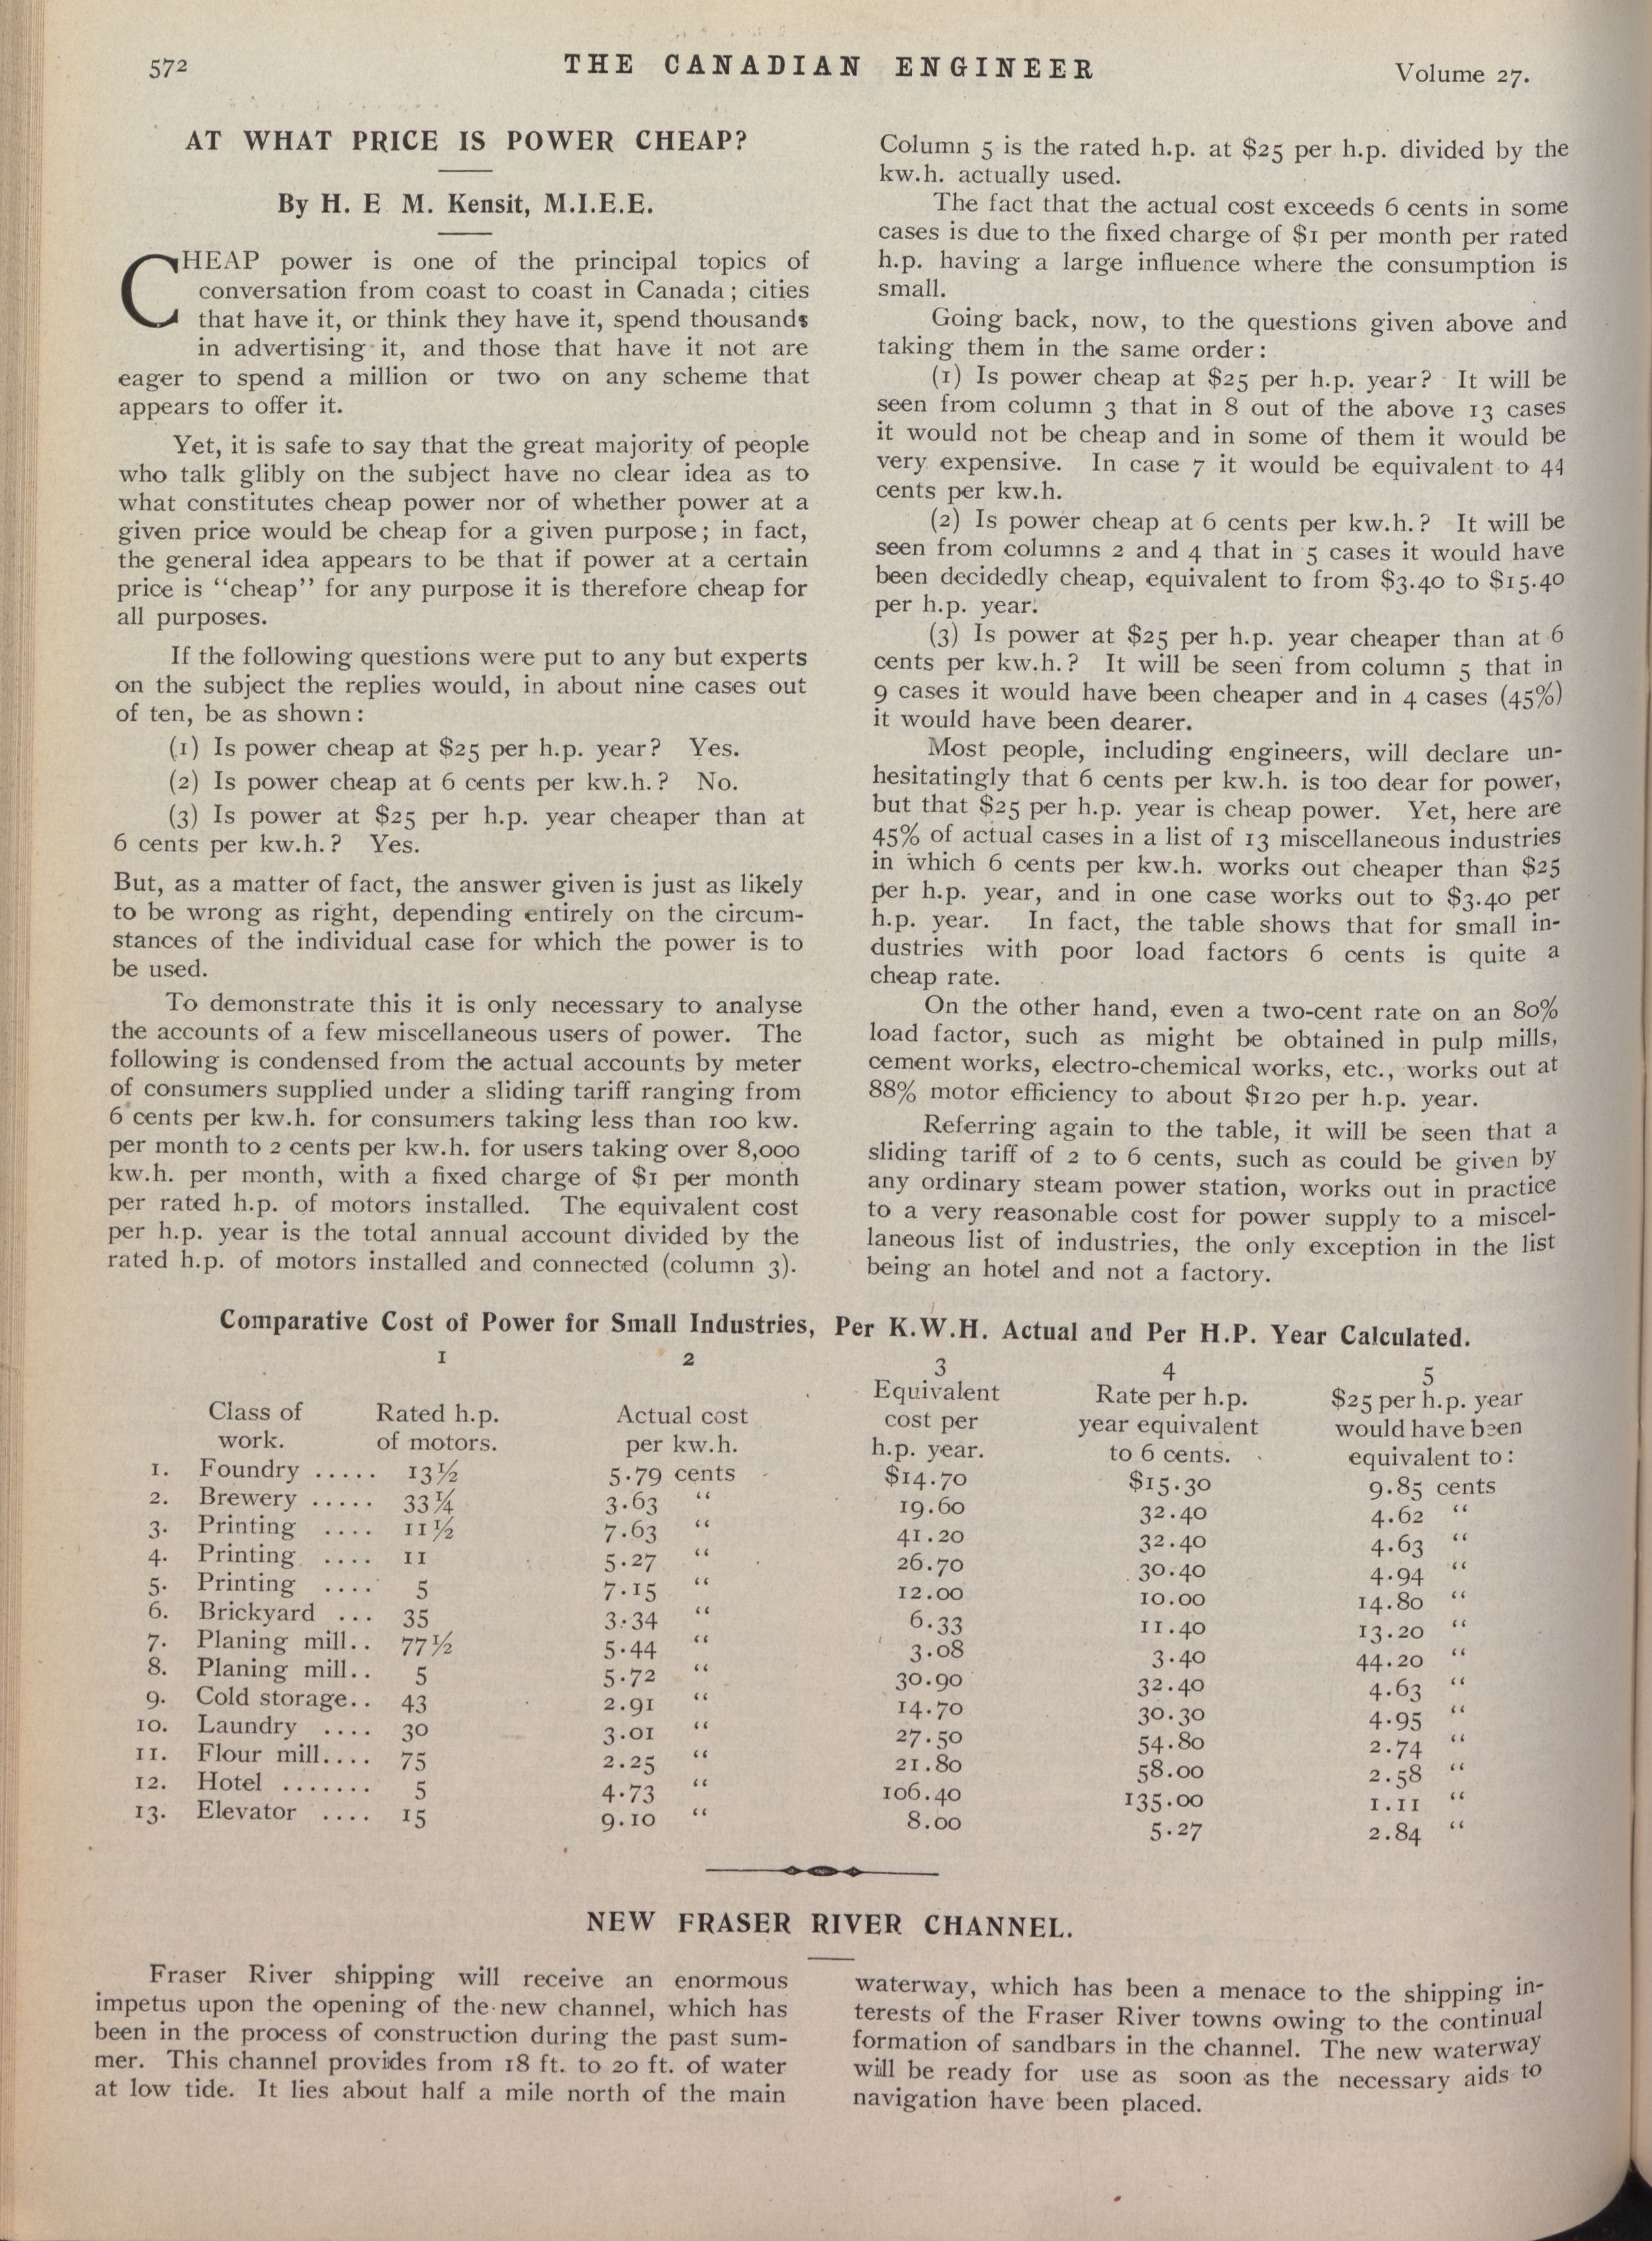 572
THE CANADIAN ENGINEER
Volume 27.
AT WHAT PRICE IS POWER CHEAP?
By H. E M. Kensit, M.I.E.E.
CHEAP power is one of the principal topics of
conversation from coast to coast in Canada; cities
that have it, or think they have it, spend thousands
in advertising it, and those that have it not are
eager to spend a million or two on any scheme that
appears to offer it.
Yet, it is safe to say that the great majority of people
who talk glibly on the subject have no clear idea as to
what constitutes cheap power nor of whether power at a
given price would be cheap for a given purpose; in fact,
the general idea appears to be that if power at a certain
price is "cheap" for any purpose it is therefore cheap for
all purposes.
If the following questions were put to any but experts
on the subject the replies would, in about nine cases out
of ten, be as shown:
(1) Is power cheap at $25 per h.p. year? Yes.
(2) Is power cheap at 6 cents per kw.h.? No.
(3) Is power at $25 per h.p. year cheaper than at
6 cents per kw.h.? Yes.
But, as a matter of fact, the answer given is just as likely
to be wrong as right, depending entirely on the circum-
stances of the individual case for which the power is to
be used.
To demonstrate this it is only necessary to analyse
the accounts of a few miscellaneous users of power. The
following is condensed from the actual accounts by meter
of consumers supplied under a sliding tariff ranging from
6 cents per kw.h. for consumers taking less than 100 kw.
per month to 2 cents per kw.h. for users taking over 8,000
kw.h. per month, with a fixed charge of $1 per month
per rated h.p. of motors installed. The equivalent cost
per h.p. year is the total annual account divided by the
rated h.p. of motors installed and connected (column 3).
Column 5 is the rated h.p. at $25 per h.p. divided by the
kw.h. actually used.
The fact that the actual cost exceeds 6 cents in some
cases is due to the fixed charge of $1 per month per rated
h.p. having a large influence where the consumption is
small.
Going back, now, to the questions given above and
taking them in the same order:
(1) Is power cheap at $25 per h.p. year? It will be
seen from column 3 that in 8 out of the above 13 cases
it would not be cheap and in some of them it would be
very expensive. In case 7 it would be equivalent to 44
cents per kw.h.
(2) Is power cheap at 6 cents per kw.h.? It will be
seen from columns 2 and 4 that in 5 cases it would have
been decidedly cheap, equivalent to from $3.40 to $15.40
per h.p. year.
(3) Is power at $25 per h.p. year cheaper than at 6
cents per kw.h.? It will be seen from column 5 that in
9 cases it would have been cheaper and in 4 cases (45%)
it would have been dearer.
Most people, including engineers, will declare un-
hesitatingly that 6 cents per kw.h. is too dear for power,
but that $25 per h.p. year is cheap power. Yet, here are
45% of actual cases in a list of 13 miscellaneous industries
in which 6 cents per kw.h. works out cheaper than $25
per h.p. year, and in one case works out to $3.40 per
h.p. year. In fact, the table shows that for small in-
dustries with poor load factors 6 cents is quite a
cheap rate.
On the other hand, even a two-cent rate on an 80%
load factor, such as might be obtained in pulp mills,
cement works, electro-chemical works, etc., works out at
88% motor efficiency to about $120 per h.p. year.
Referring again to the table, it will be seen that a
sliding tariff of 2 to 6 cents, such as could be given by
any ordinary steam power station, works out in practice
to a very reasonable cost for power supply to a miscel-
laneous list of industries, the only exception in the list
being an hotel and not a factory.
Comparative Cost of Power for Small Industries, Per K.W.H. Actual and Per H.P. Year Calculated.
1 2 3 4 5
Equivalent Rate per h.p. $25 per h.p. year
Class of Rated h.p. Actual cost cost per year equivalent would have been
work. of motors. per kw.h. h.p. year. to 6 cents. equivalent to:
1. Foundry ..... 13½ 5.79 cents $14.70 $15.30 9.85 cents
2. Brewery ..... 33¼ 3.63 " 19.60 32.40 4.62 "
3. Printing .... 11½ 7.63 " 41.20 32.40 4.63 "
4. Printing .... 11 5.27 " 26.70 30.40 4.94 "
5. Printing .... 5 7.15 " 12.00 10.00 14.80 "
6. Brickyard ... 35 3.34 " 6.33 11.40 13.20 "
7. Planing mill.. 77½ 5.44 " 3.08 3.40 44.20 "
8. Planing mill.. 5 5.72 " 30.90 32.40 4.63 "
9. Cold storage.. 43 2.91 " 14.70 30.30 4.95 "
10. Laundry .... 30 3.01 " 27.50 54.80 2.74 "
11. Flour mill.... 75 2.25 " 21.80 58.00 2.58 "
12. Hotel ....... 5 4.73 " 106.40 135.00 1.11 "
13. Elevator .... 15 9.10 " 8.00 5.27 2.84 "
NEW FRASER RIVER CHANNEL.
Fraser River shipping will receive an enormous
impetus upon the opening of the new channel, which has
been in the process of construction during the past sum-
mer. This channel provides from 18 ft. to 20 ft. of water
at low tide. It lies about half a mile north of the main
waterway, which has been a menace to the shipping in-
terests of the Fraser River towns owing to the continual
formation of sandbars in the channel. The new waterway
will be ready for use as soon as the necessary aids to
navigation have been placed.